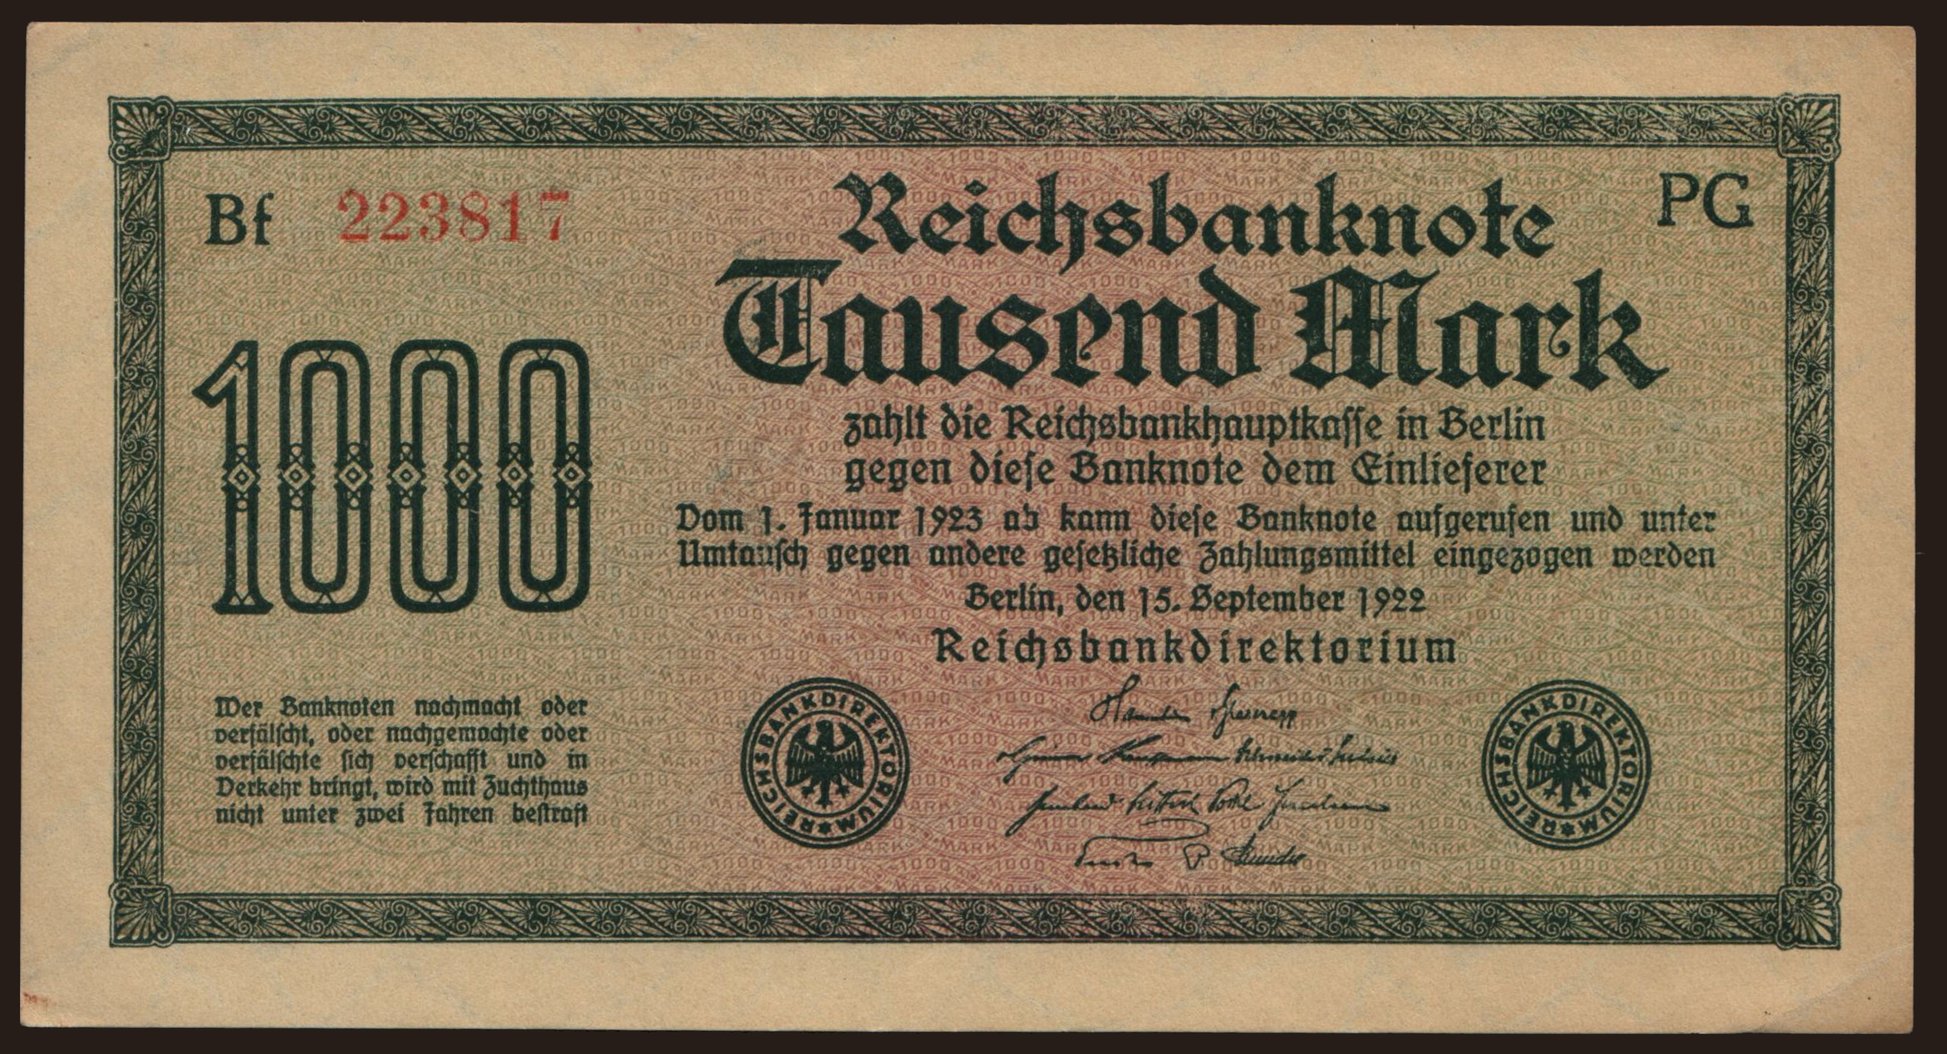 Bf 223817
PG
Reichsbanknote
Tausend Mark
1000
zahlt die Reichsbankhauptkasse in Berlin
gegen diese Banknote dem Einlieferer
Vom 1. Januar 1923 ab kann diese Banknote aufgerufen und unter
Umtausch gegen andere gesetzliche Zahlungsmittel eingezogen werden
Berlin, den 15. September 1922
Reichsbankdirektorium
Wer Banknoten nachmacht oder
verfälscht, oder nachgemachte oder
verfälschte sich verschafft und in
Verkehr bringt, wird mit Zuchthaus
nicht unter zwei Jahren bestraft
REICHSBANKDIREKTORIUM
REICHSBANKDIREKTORIUM